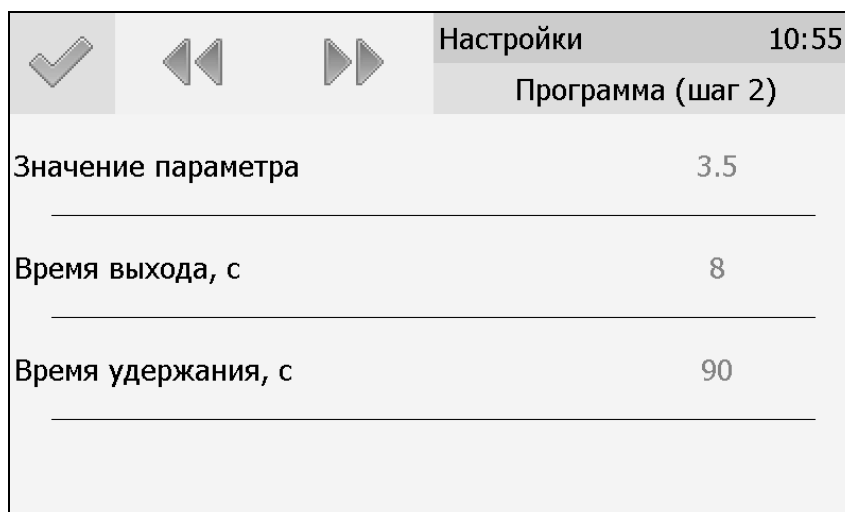 Настройки 10:55
Программа (шаг 2)
Значение параметра 3.5
Время выхода, с 8
Время удержания, с 90